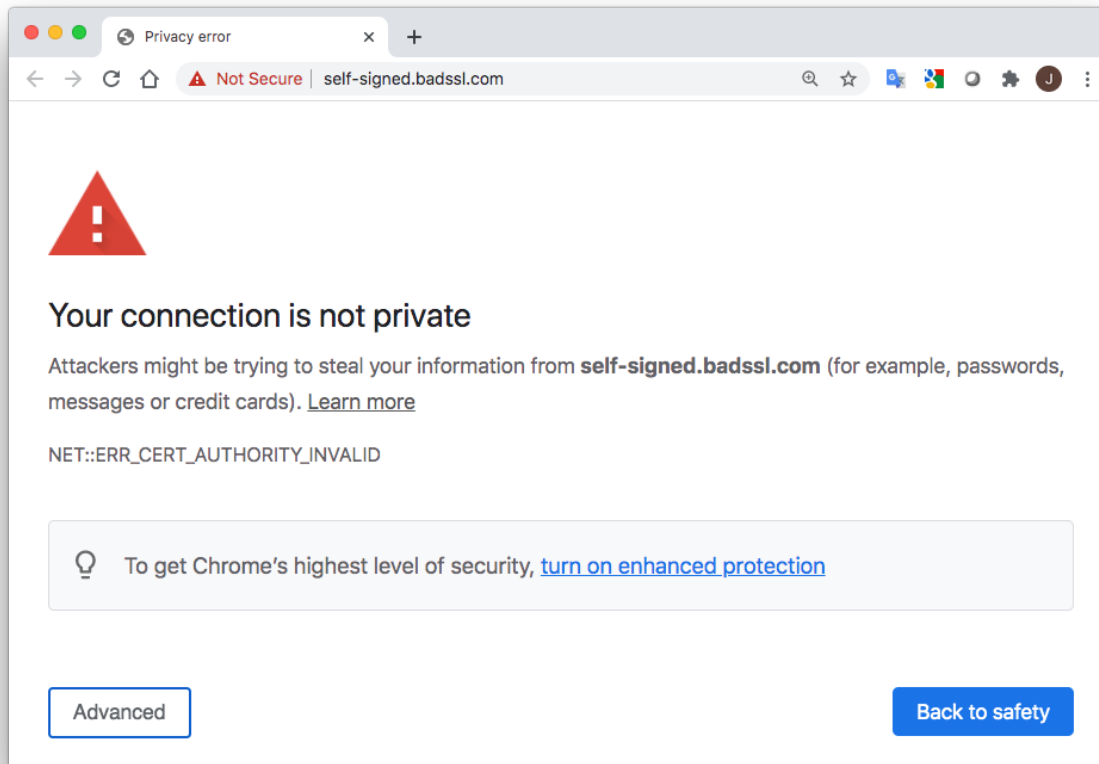 Privacy error
Not Secure self-signed.badssl.com
J
Your connection is not private
Attackers might be trying to steal your information from self-signed.badssl.com (for example, passwords,
messages or credit cards). Learn more
NET::ERR_CERT_AUTHORITY_INVALID
To get Chrome’s highest level of security, turn on enhanced protection
Advanced
Back to safety